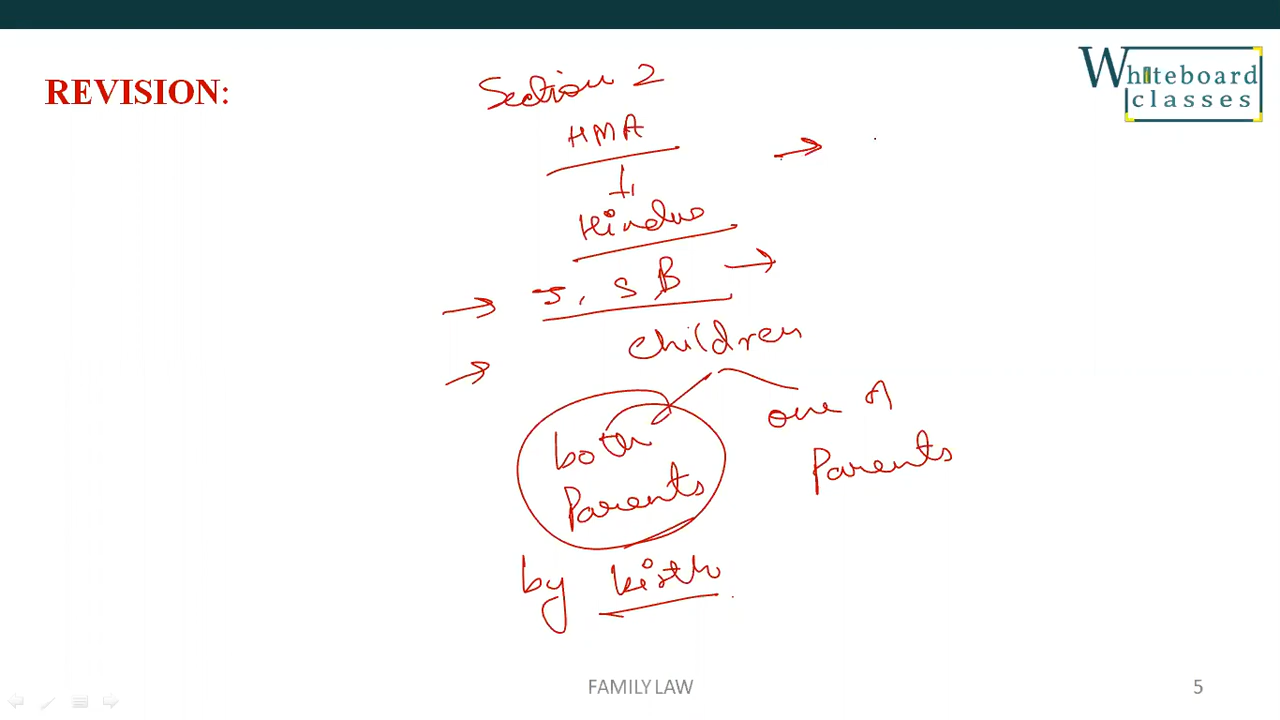 REVISION:
Whiteboard
classes
Section 2
HMA
Hindus
J, S B
children
both
Parents
one of
Parents
by birth
FAMILY LAW
5